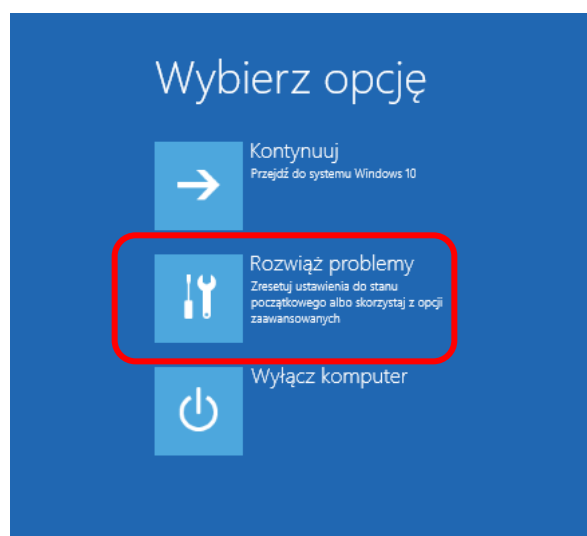 Wybierz opcję
Kontynuuj
Przejdź do systemu Windows 10
Rozwiąż problemy
Zresetuj ustawienia do stanu
początkowego albo skorzystaj z opcji
zaawansowanych
Wyłącz komputer